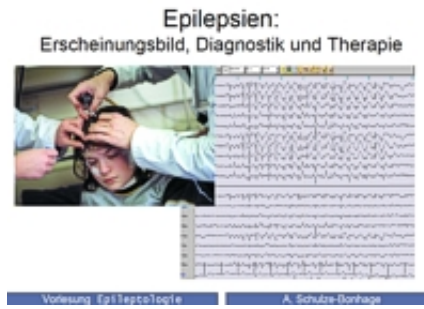 Epilepsien:
Erscheinungsbild, Diagnostik und Therapie
Vorlesung Epileptologie
A. Schulze-Bonhage